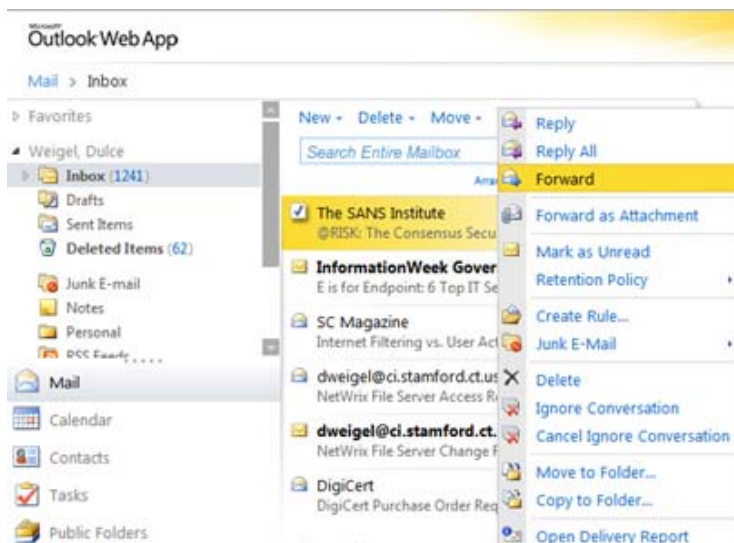 Microsoft
Outlook Web App
Mail > Inbox
Favorites
Weigel, Dulce
Inbox (1241)
Drafts
Sent Items
Deleted Items (62)
Junk E-mail
Notes
Personal
RSS Feeds
Mail
Calendar
Contacts
Tasks
Public Folders
New Delete Move
Search Entire Mailbox
The SANS Institute
@RISK: The Consensus Secu
InformationWeek Gover
E is for Endpoint: 6 Top IT Se
SC Magazine
Internet Filtering vs. User Act
dweigel@ci.stamford.ct.us
NetWrix File Server Access R
dweigel@ci.stamford.ct.
NetWrix File Server Change
DigiCert
DigiCert Purchase Order Req
Reply
Reply All
Forward
Forward as Attachment
Mark as Unread
Retention Policy
Create Rule...
Junk E-Mail
Delete
Ignore Conversation
Cancel Ignore Conversation
Move to Folder...
Copy to Folder...
Open Delivery Report